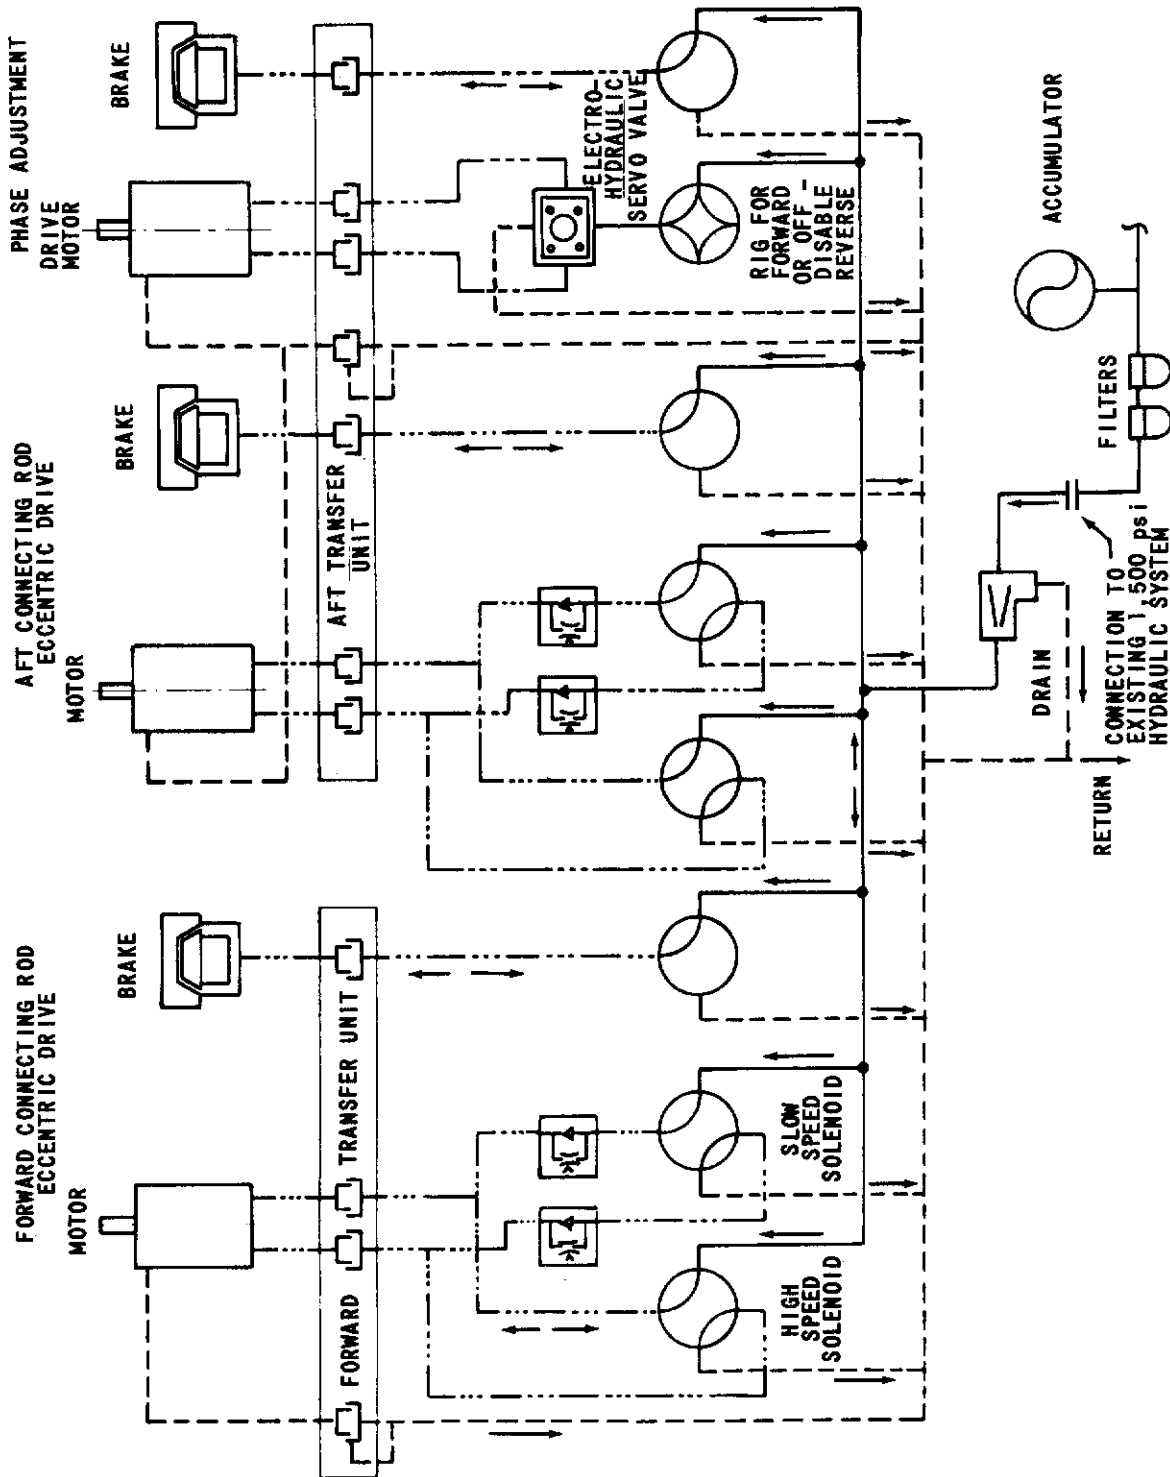 FORWARD CONNECTING ROD
ECCENTRIC DRIVE
MOTOR
BRAKE
AFT CONNECTING ROD
ECCENTRIC DRIVE
MOTOR
BRAKE
PHASE ADJUSTMENT
DRIVE
MOTOR
BRAKE
FORWARD TRANSFER UNIT
AFT TRANSFER
UNIT
ELECTRO-
HYDRAULIC
SERVO VALVE
HIGH
SPEED
SOLENOID
SLOW
SPEED
SOLENOID
RIG FOR
FORWARD
OR OFF-
DISABLE
REVERSE
RETURN
DRAIN
CONNECTION TO
EXISTING 1,500 psi
HYDRAULIC SYSTEM
FILTERS
ACCUMULATOR